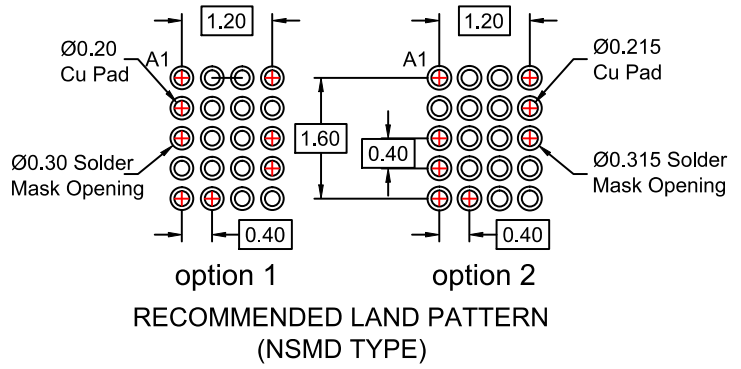 1.20
1.20
Ø0.20
Cu Pad
A1
A1
Ø0.215
Cu Pad
1.60
0.40
Ø0.30 Solder
Mask Opening
Ø0.315 Solder
Mask Opening
0.40
0.40
option 1
option 2
RECOMMENDED LAND PATTERN
(NSMD TYPE)